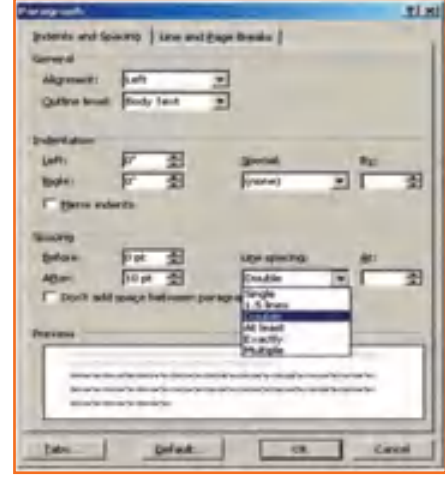 Paragraph
Indents and Spacing Line and Page Breaks
General
Alignment: Left
Outline level: Body Text
Indentation
Left: 0" Special: By:
Right: 0" (none)
Mirror indents
Spacing
Before: 0 pt Line spacing: At:
After: 10 pt Double
Don't add space between paragra
Single
1.5 lines
Double
At least
Exactly
Multiple
Preview
Tabs... Default... OK Cancel